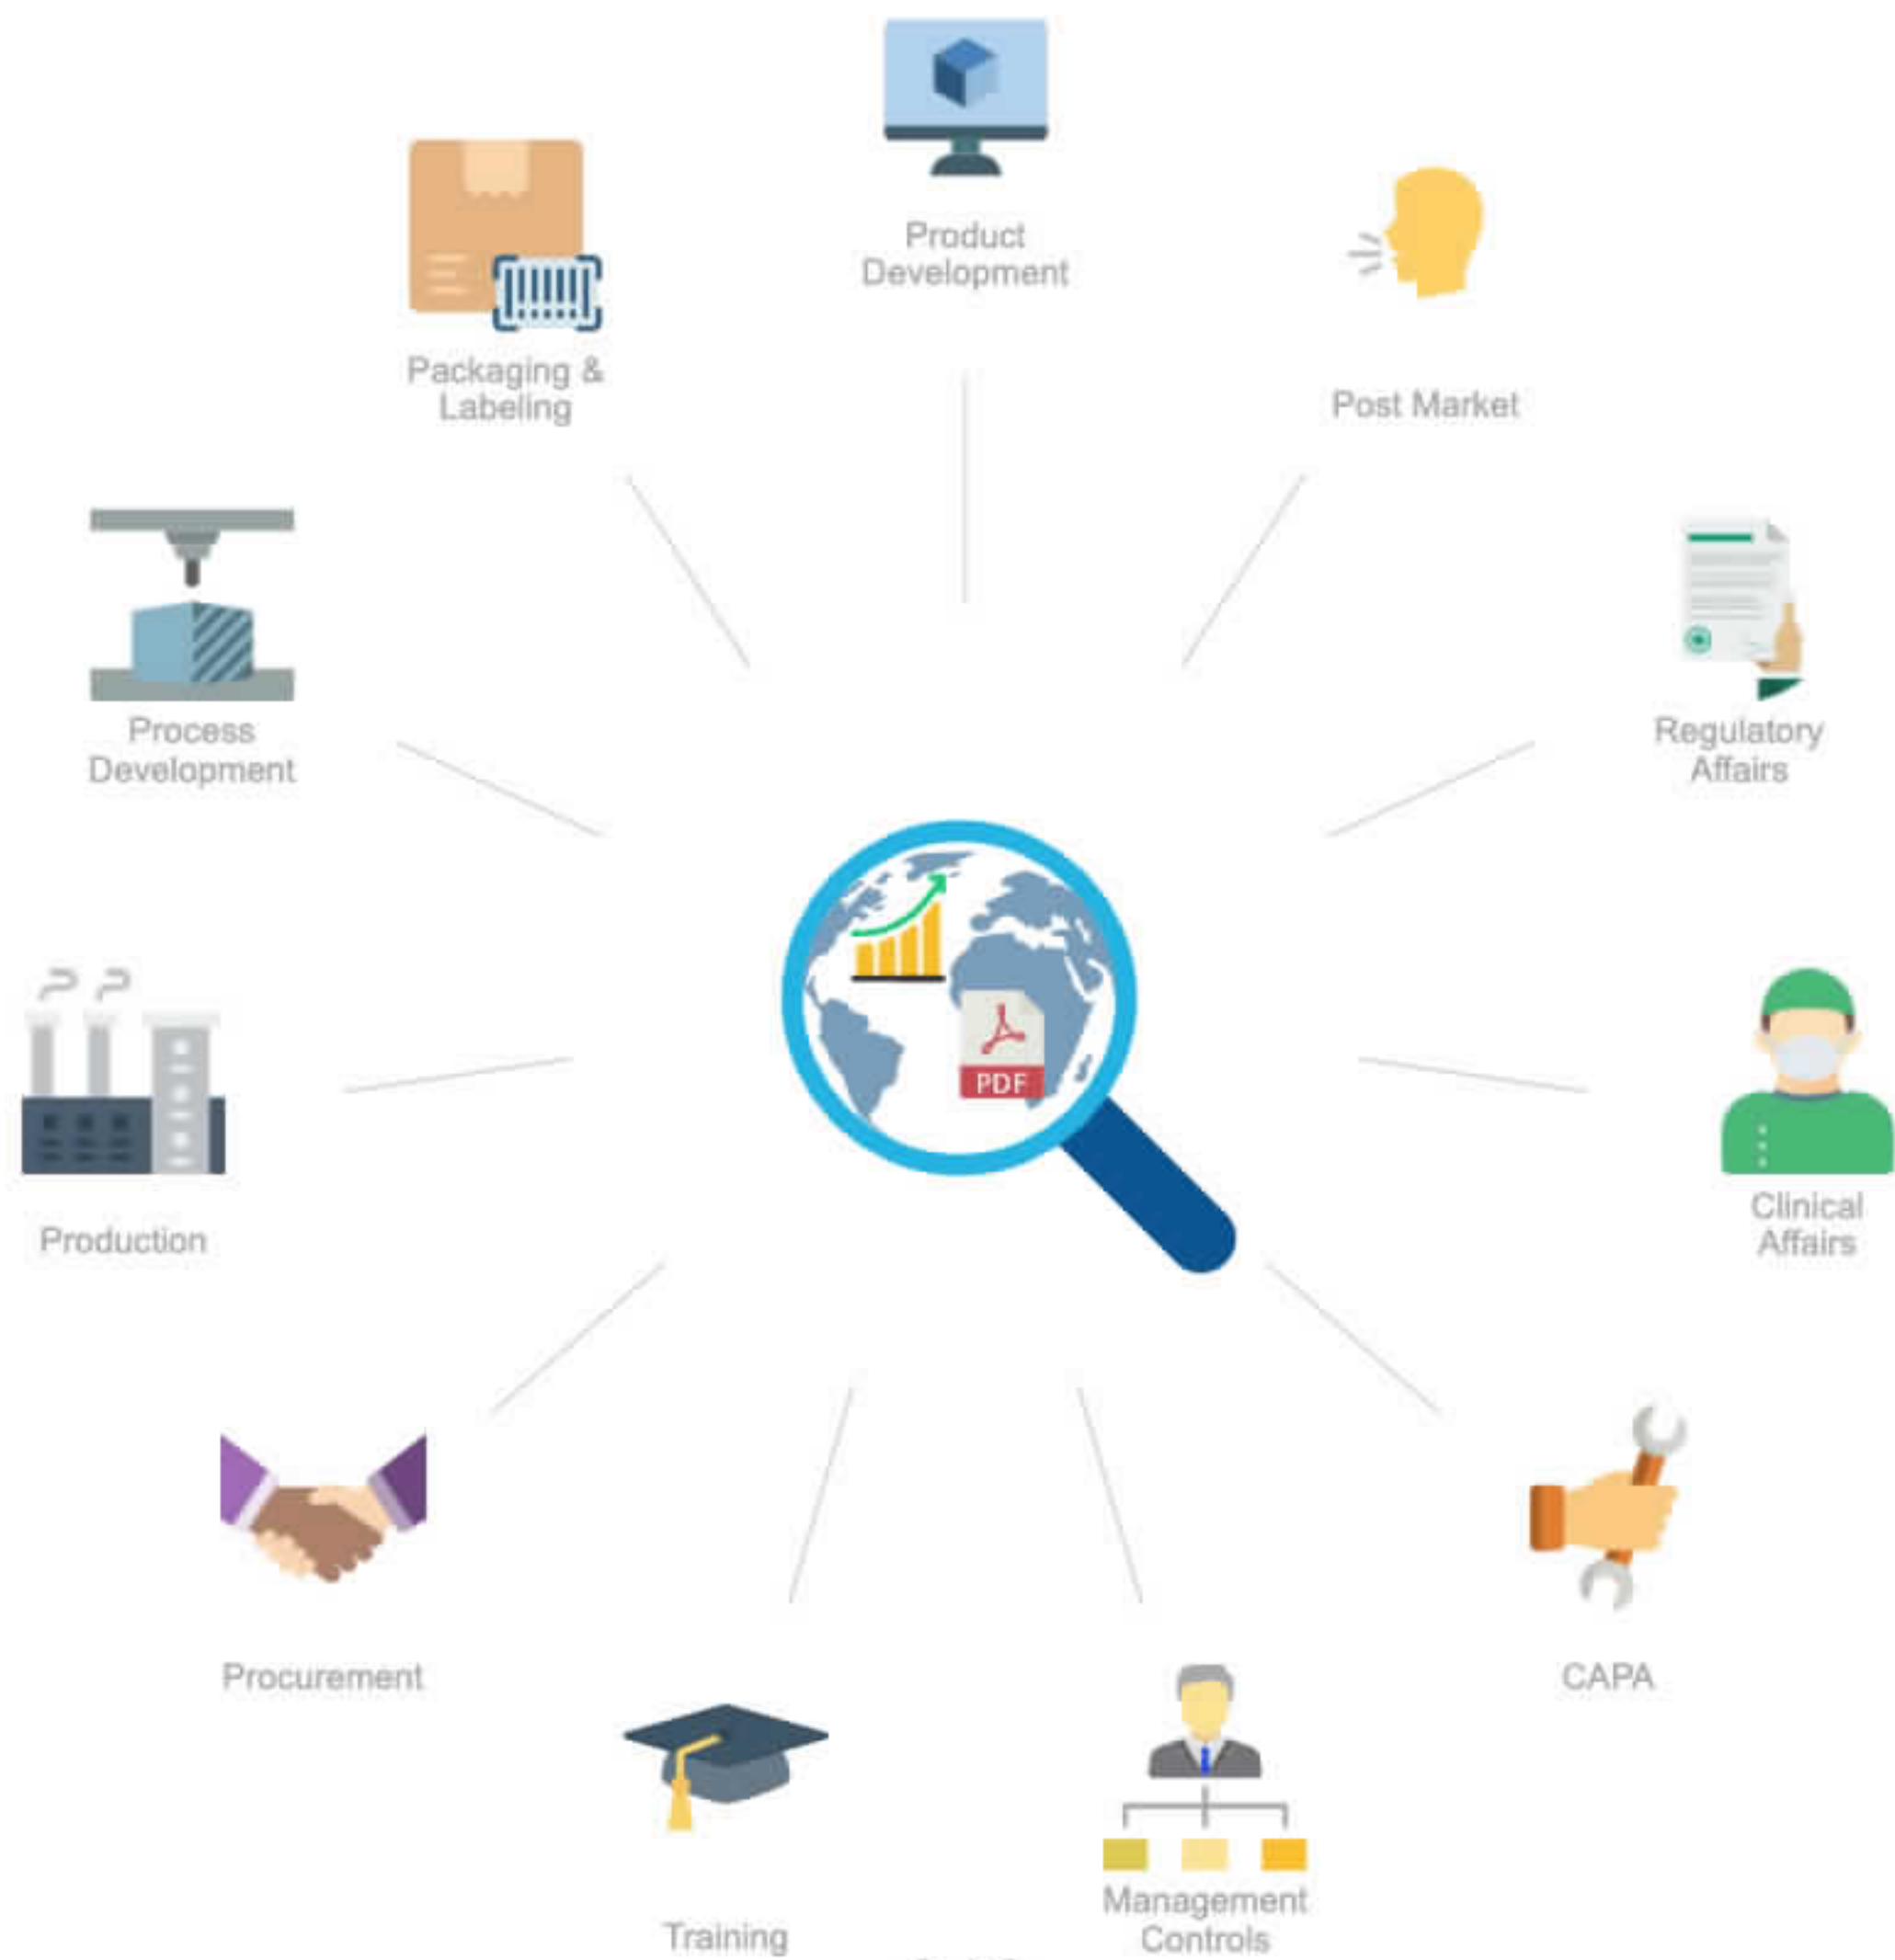 Product
Development
Packaging &
Labeling
Post Market
Process
Development
Regulatory
Affairs
PDF
Production
Clinical
Affairs
Procurement
CAPA
Training
Management
Controls